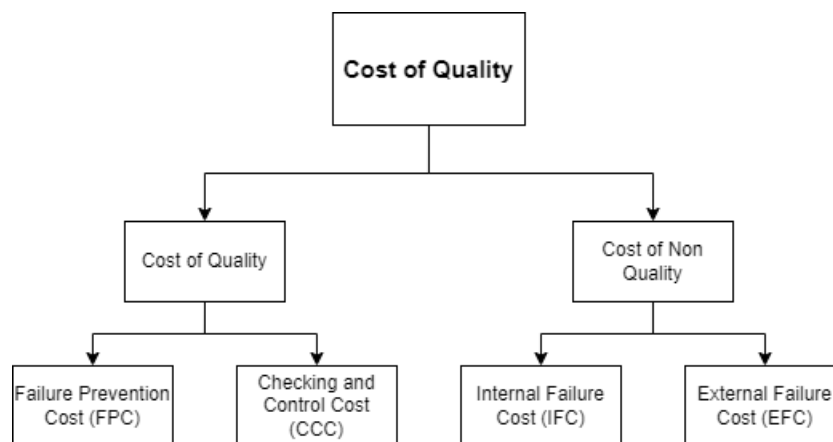 Cost of Quality
Cost of Quality
Cost of Non
Quality
Failure Prevention
Cost (FPC)
Checking and
Control Cost
(CCC)
Internal Failure
Cost (IFC)
External Failure
Cost (EFC)